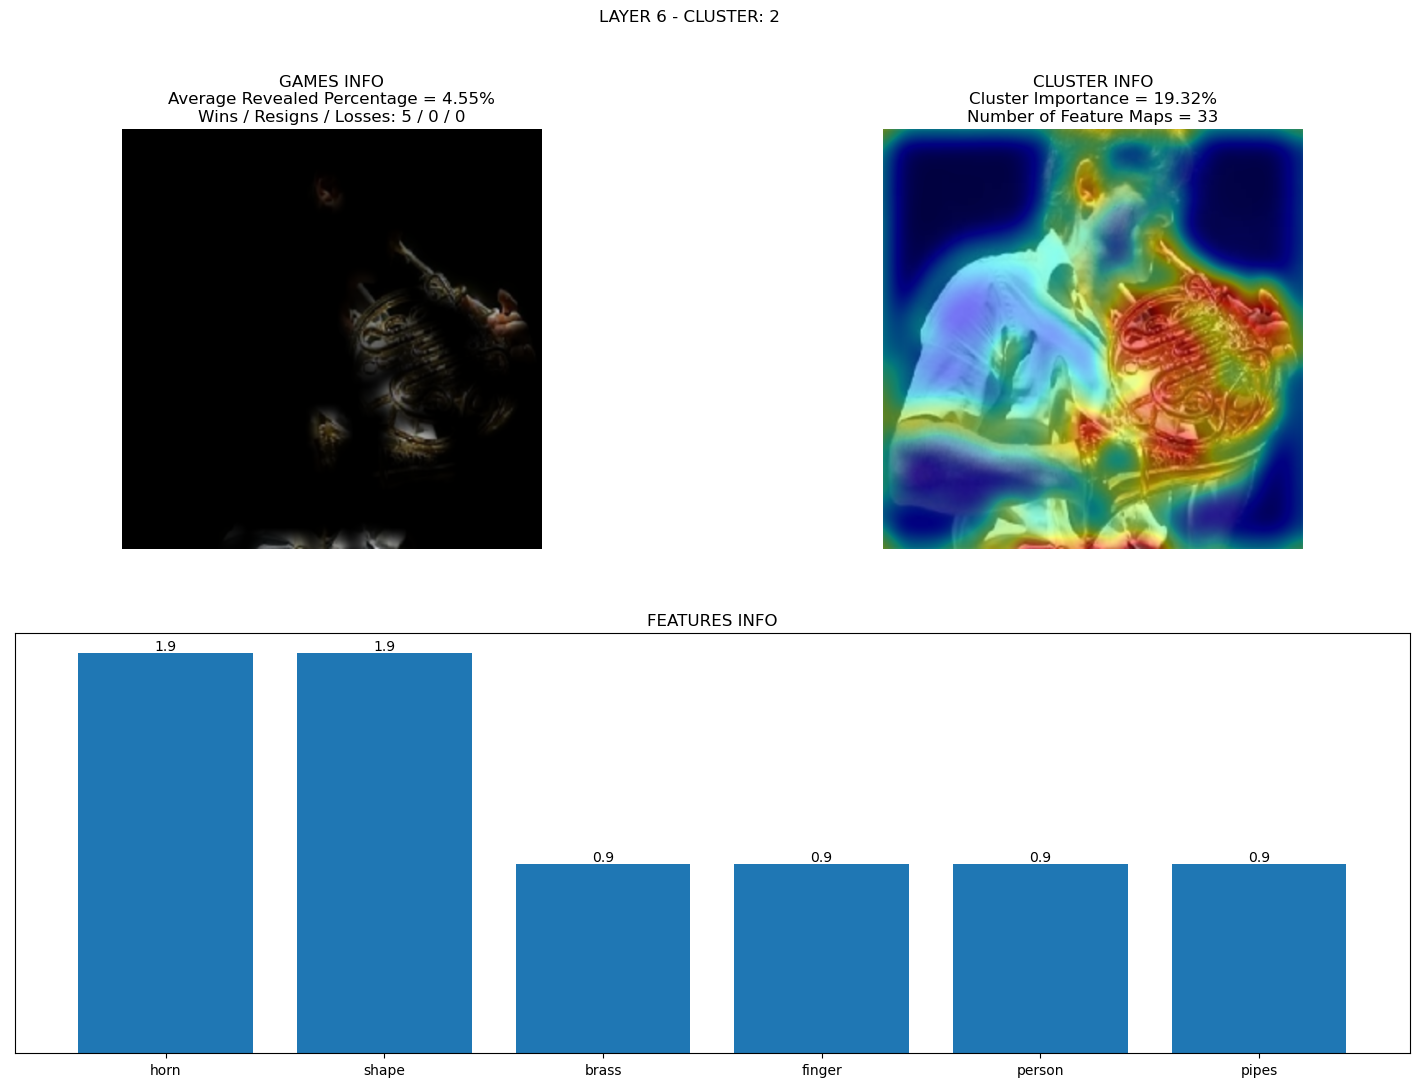 LAYER 6 - CLUSTER: 2
GAMES INFO
Average Revealed Percentage = 4.55%
Wins / Resigns / Losses: 5 / 0 / 0
CLUSTER INFO
Cluster Importance = 19.32%
Number of Feature Maps = 33
FEATURES INFO
1.9 1.9 0.9 0.9 0.9 0.9
horn shape brass finger person pipes